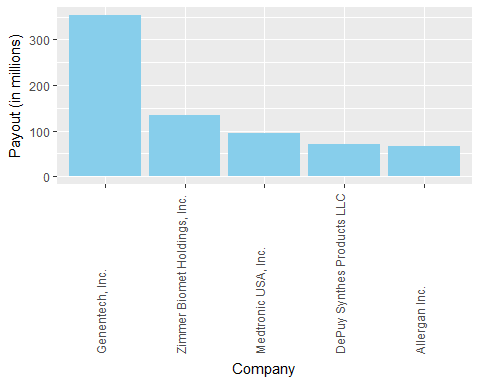 Payout (in millions)
300
200
100
0
Genentech, Inc.
Zimmer Biomet Holdings, Inc.
Medtronic USA, Inc.
DePuy Synthes Products LLC
Allergan Inc.
Company